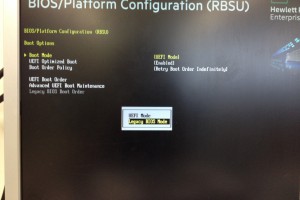 BIOS/Platform Configuration (RBSU)
Hewlett
Enterprise
BIOS/Platform Configuration (RBSU)
Boot Options
Boot Mode [UEFI Mode]
UEFI Optimized Boot [Enabled]
Boot Order Policy [Retry Boot Order Indefinitely]
UEFI Boot Order
Advanced UEFI Boot Maintenance
Legacy BIOS Boot Order
UEFI Mode
Legacy BIOS Mode